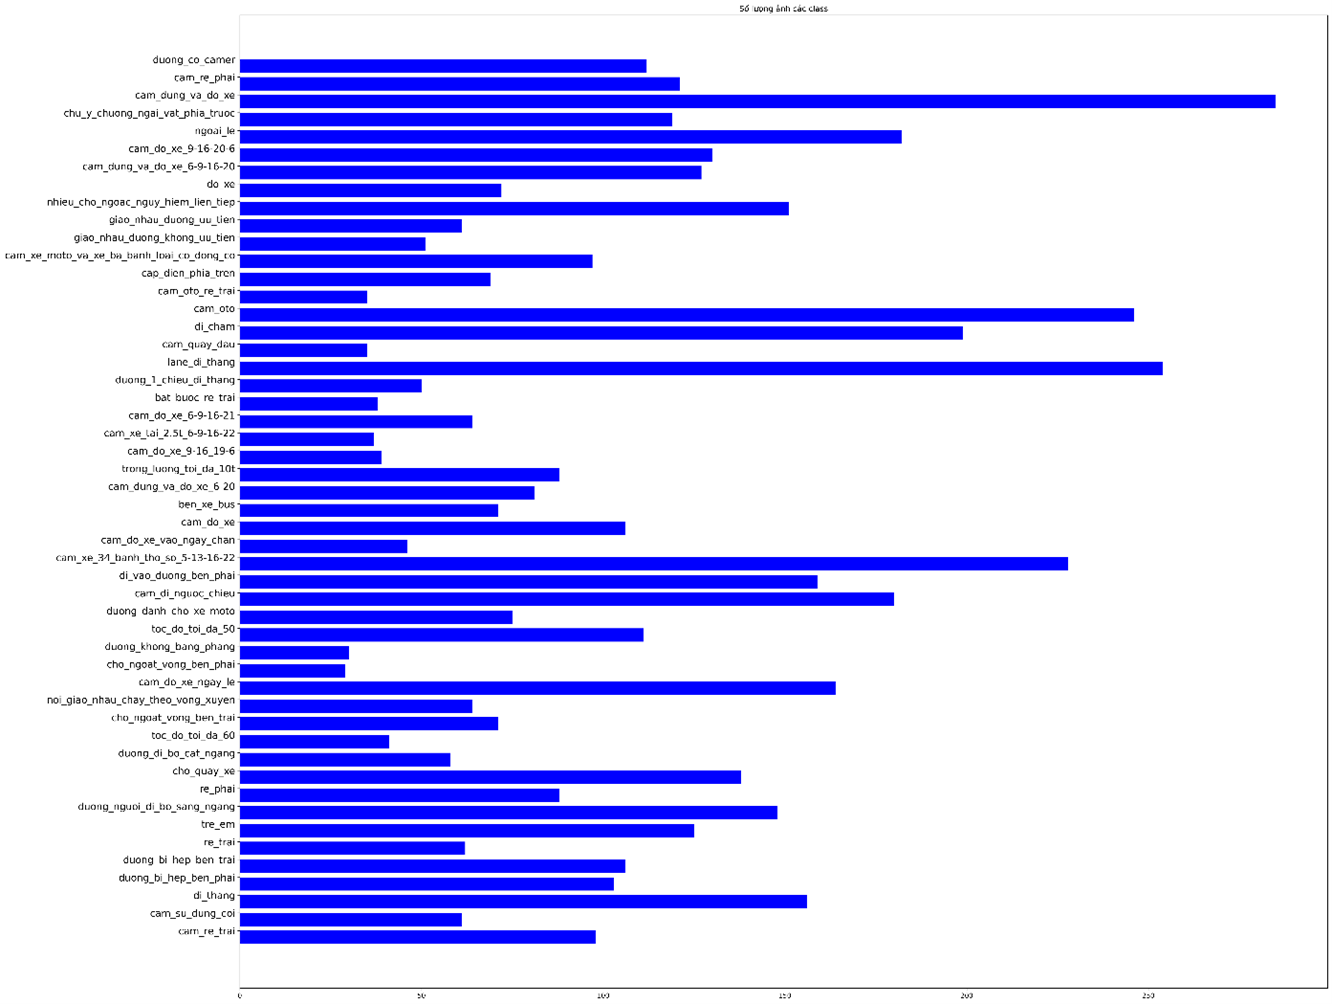 Số lượng ảnh các class
duong_co_camer
cam_re_phai
cam_dung_va_do_xe
chu_y_chuong_ngai_vat_phia_truoc
ngoai_le
cam_do_xe_9-16-20-6
cam_dung_va_do_xe_6-9-16-20
do_xe
nhieu_cho_ngoac_nguy_hiem_lien_tiep
giao_nhau_duong_uu_tien
giao_nhau_duong_khong_uu_tien
cam_xe_moto_va_xe_ba_banh_loai_co_dong_co
cap_dien_phia_tren
cam_oto_re_trai
cam_oto
di_cham
cam_quay_dau
lane_di_thang
duong_1_chieu_di_thang
bat_buoc_re_trai
cam_do_xe_6-9-16-21
cam_xe_tai_2.5t_6-9-16-22
cam_do_xe_9-16_19-6
trong_luong_toi_da_10t
cam_dung_va_do_xe_6-20
ben_xe_bus
cam_do_xe
cam_do_xe_vao_ngay_chan
cam_xe_34_banh_tho_so_5-13-16-22
di_vao_duong_ben_phai
cam_di_nguoc_chieu
duong_danh_cho_xe_moto
toc_do_toi_da_50
duong_khong_bang_phang
cho_ngoat_vong_ben_phai
cam_do_xe_ngay_le
noi_giao_nhau_chay_theo_vong_xuyen
cho_ngoat_vong_ben_trai
toc_do_toi_da_60
duong_di_bo_cat_ngang
cho_quay_xe
re_phai
duong_nguoi_di_bo_sang_ngang
tre_em
re_trai
duong_bi_hep_ben_trai
duong_bi_hep_ben_phai
di_thang
cam_su_dung_coi
cam_re_trai
0 50 100 150 200 250